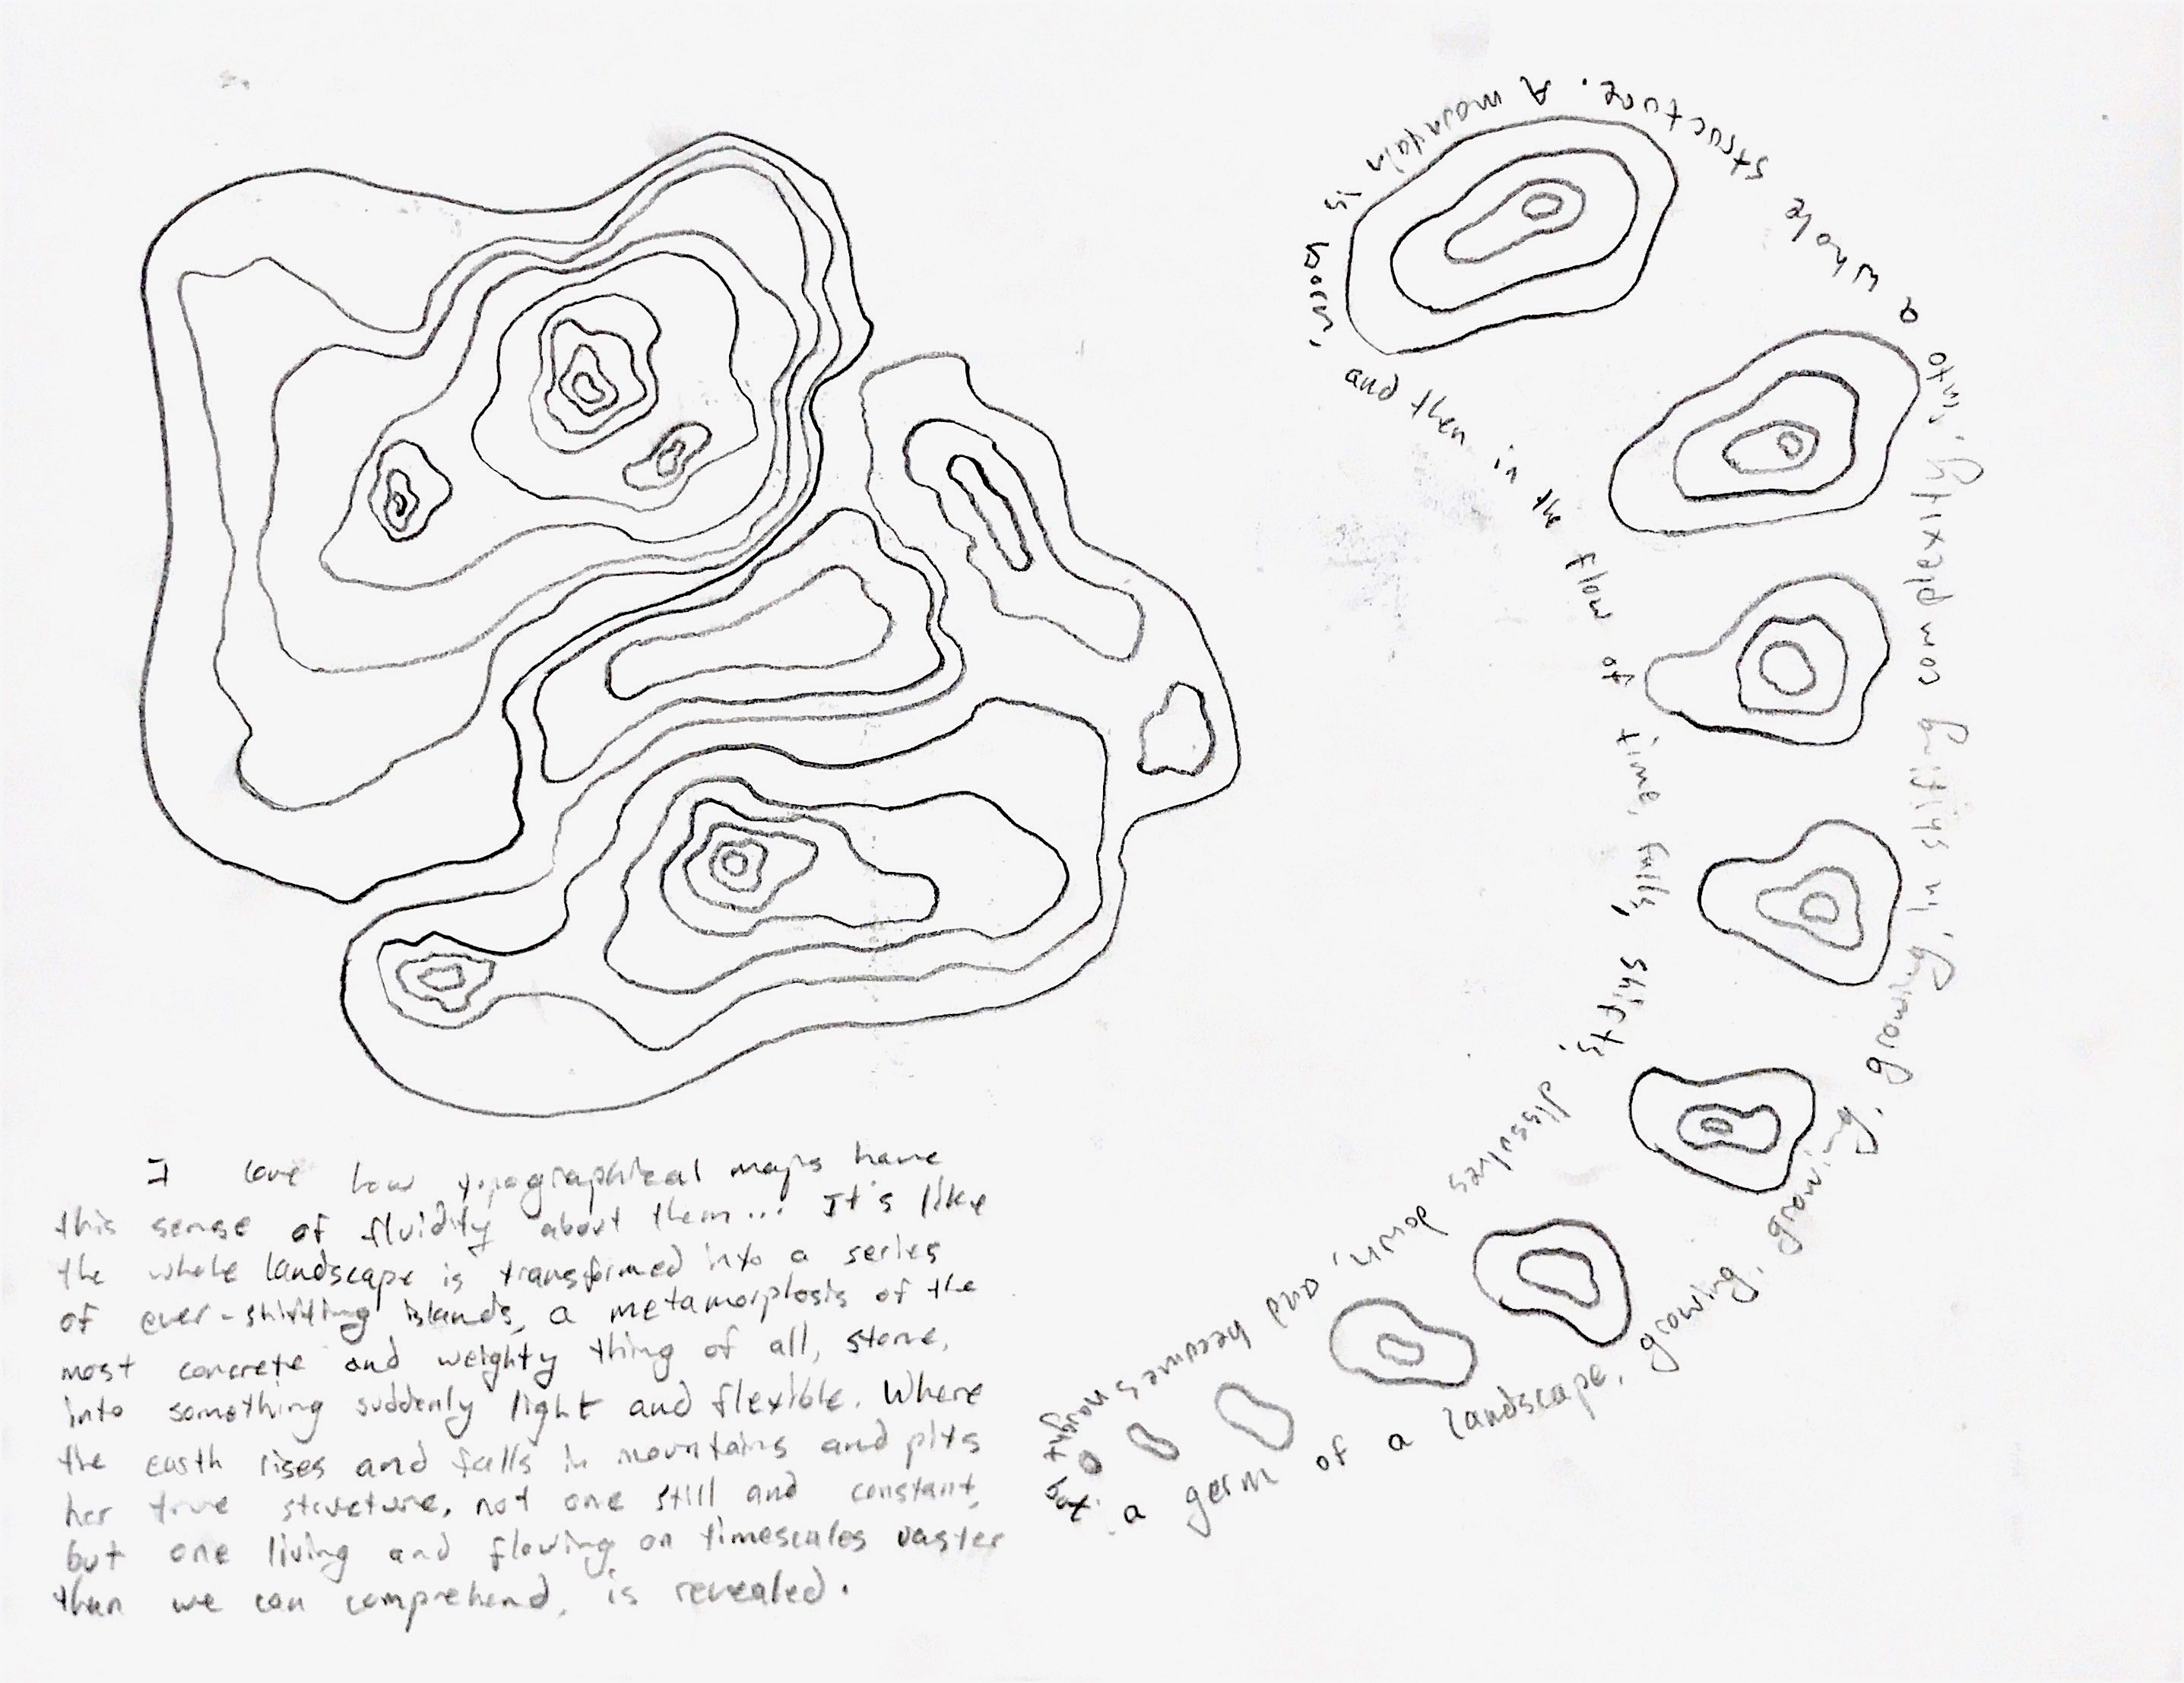 I love how topographical maps have
this sense of fluidity about them... It's like
the whole landscape is transformed into a series
of ever-shifting islands, a metamorphosis of the
most concrete and weighty thing of all, stone,
into something suddenly light and flexible. Where
the earth rises and falls in mountains and pits
her true structure, not one still and constant,
but one living and flowing on timescales vaster
than we can comprehend, is revealed.
a germ of a landscape, growing, growing, growing, in shifting complexity, into a whole structure. A mountain is born,
and then in the flow of time, falls, shifts, dissolves down, and becomes naught but